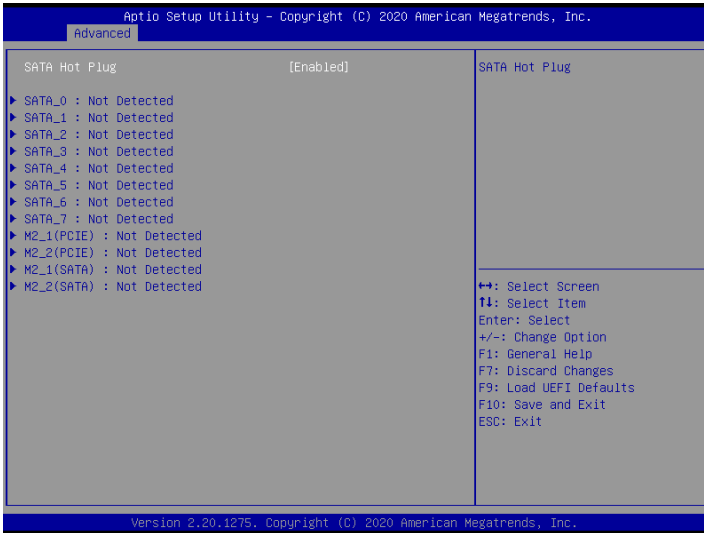 Aptio Setup Utility – Copyright (C) 2020 American Megatrends, Inc.
Advanced
SATA Hot Plug [Enabled]
SATA_0 : Not Detected
SATA_1 : Not Detected
SATA_2 : Not Detected
SATA_3 : Not Detected
SATA_4 : Not Detected
SATA_5 : Not Detected
SATA_6 : Not Detected
SATA_7 : Not Detected
M2_1(PCIE) : Not Detected
M2_2(PCIE) : Not Detected
M2_1(SATA) : Not Detected
M2_2(SATA) : Not Detected
SATA Hot Plug
↔: Select Screen
↑↓: Select Item
Enter: Select
+/-: Change Option
F1: General Help
F7: Discard Changes
F9: Load UEFI Defaults
F10: Save and Exit
ESC: Exit
Version 2.20.1275. Copyright (C) 2020 American Megatrends, Inc.